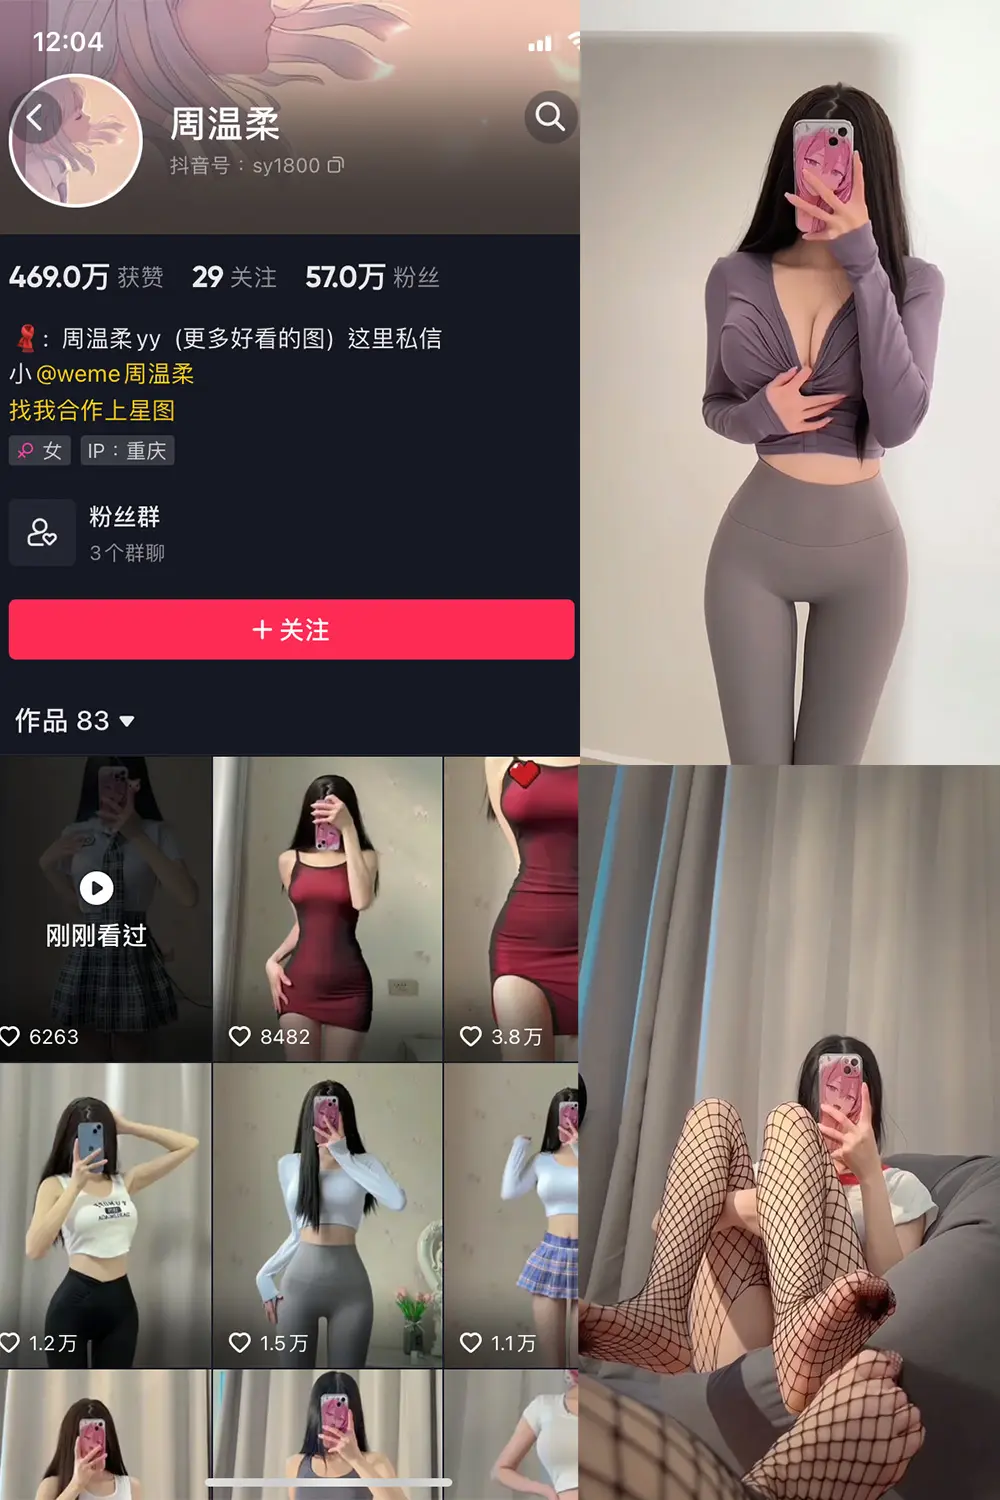 12:04
周温柔
抖音号：sy1800
469.0万 获赞 29 关注 57.0万 粉丝
：周温柔yy（更多好看的图）这里私信
小@weme周温柔
找我合作上星图
女 IP：重庆
粉丝群
3个群聊
+ 关注
作品 83
刚刚看过
6263 8482 3.8万
1.2万 1.5万 1.1万